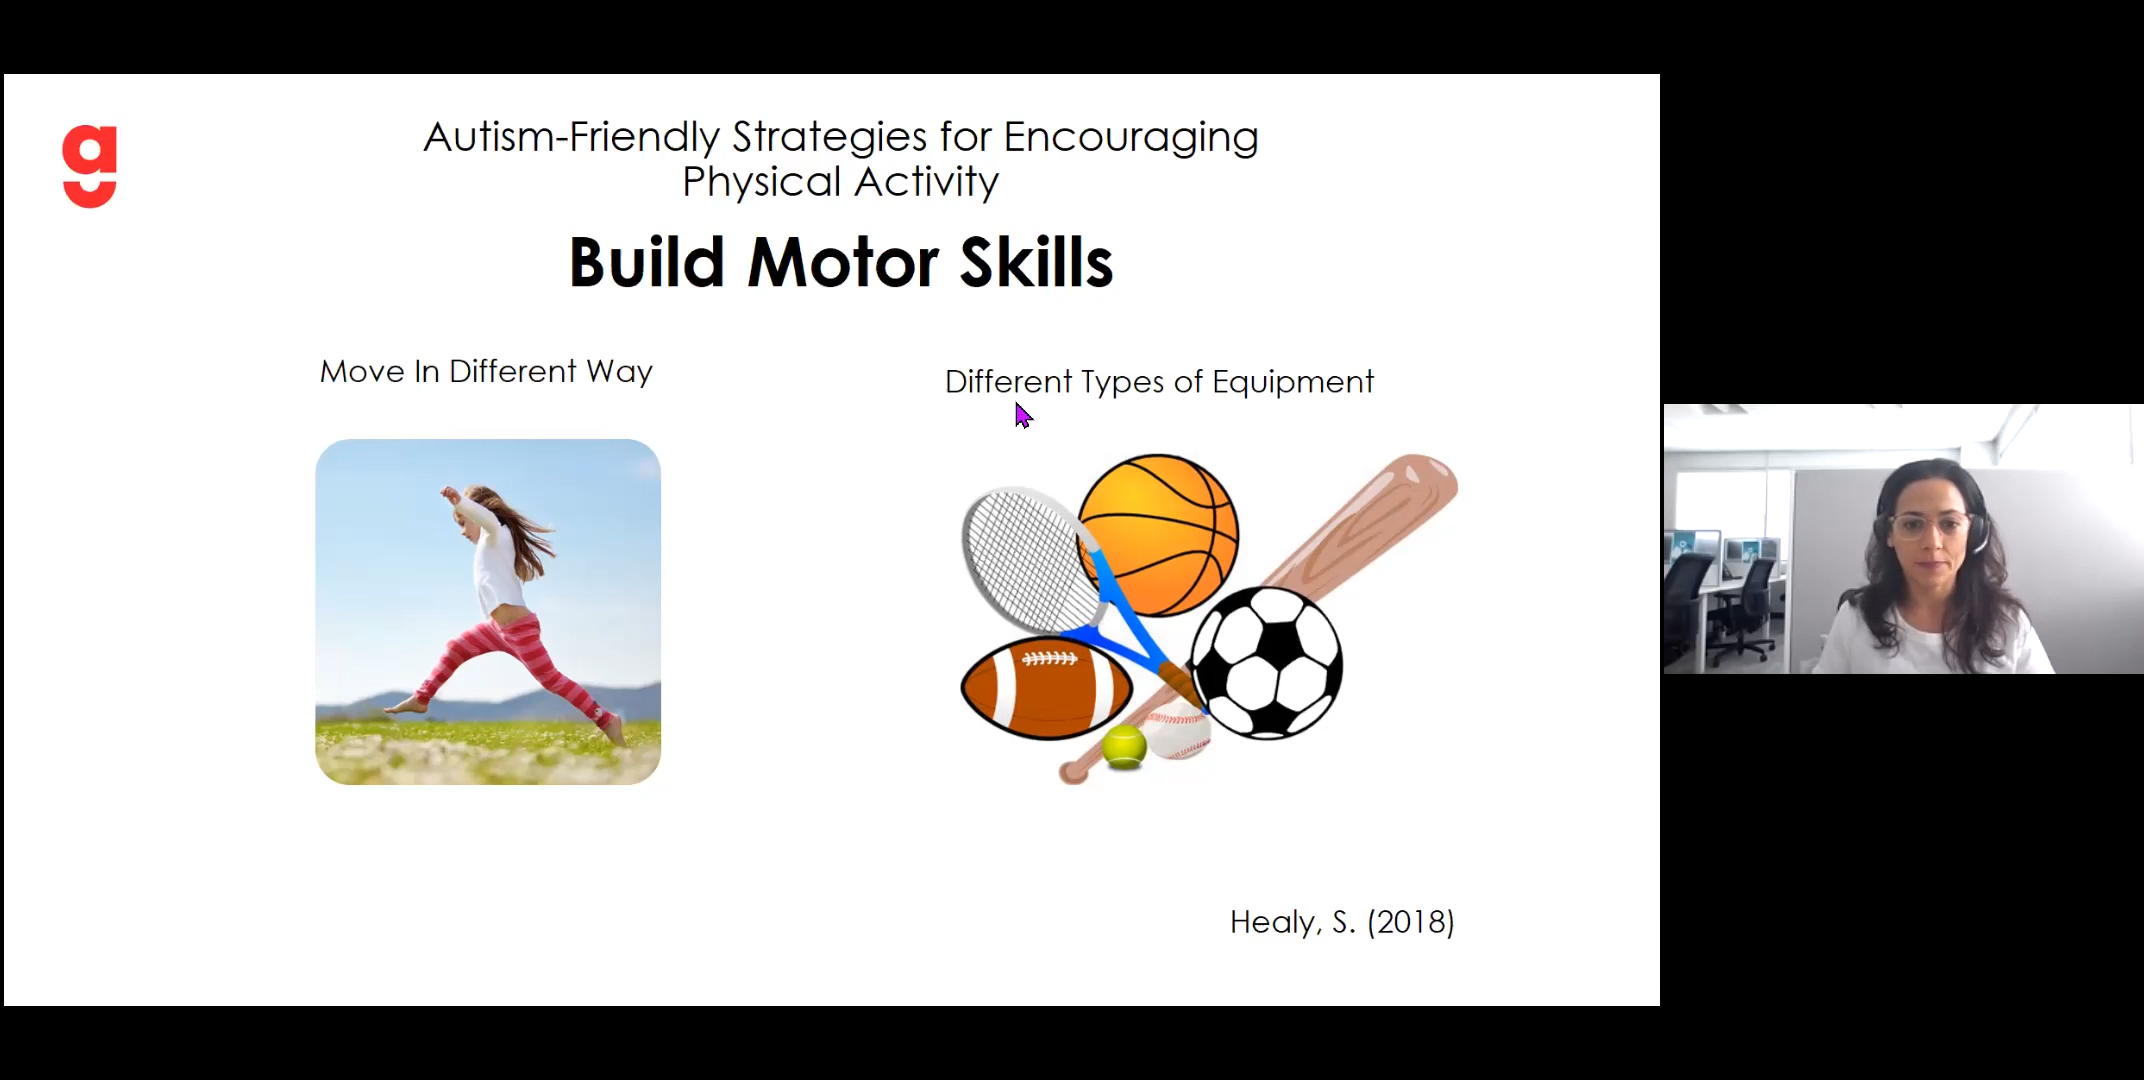 Autism-Friendly Strategies for Encouraging
Physical Activity
Build Motor Skills
Move In Different Way
Different Types of Equipment
Healy, S. (2018)